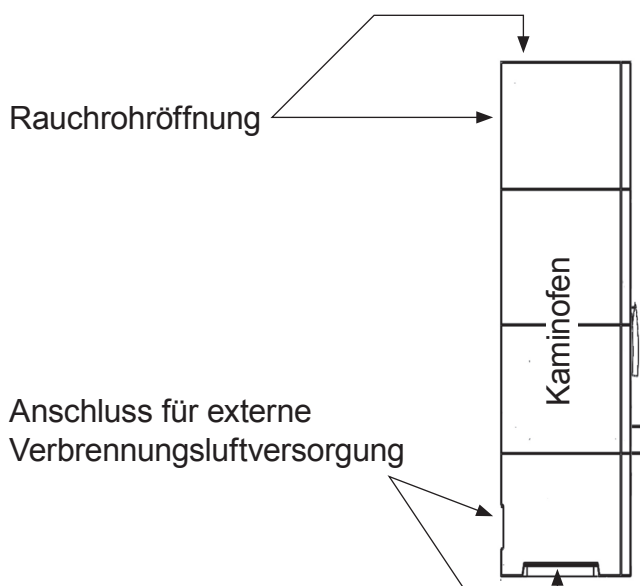 Rauchrohröffnung
Kaminofen
Anschluss für externe
Verbrennungsluftversorgung